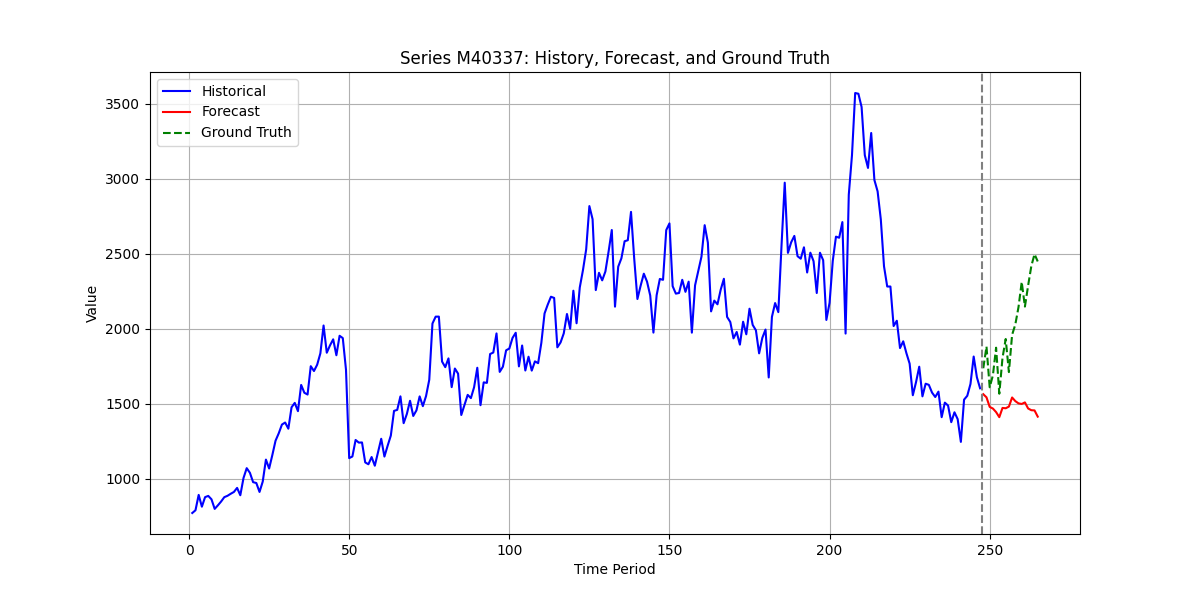 Series M40337: History, Forecast, and Ground Truth
Historical
Forecast
Ground Truth
3500
3000
2500
2000
1500
1000
Value
0 50 100 150 200 250
Time Period